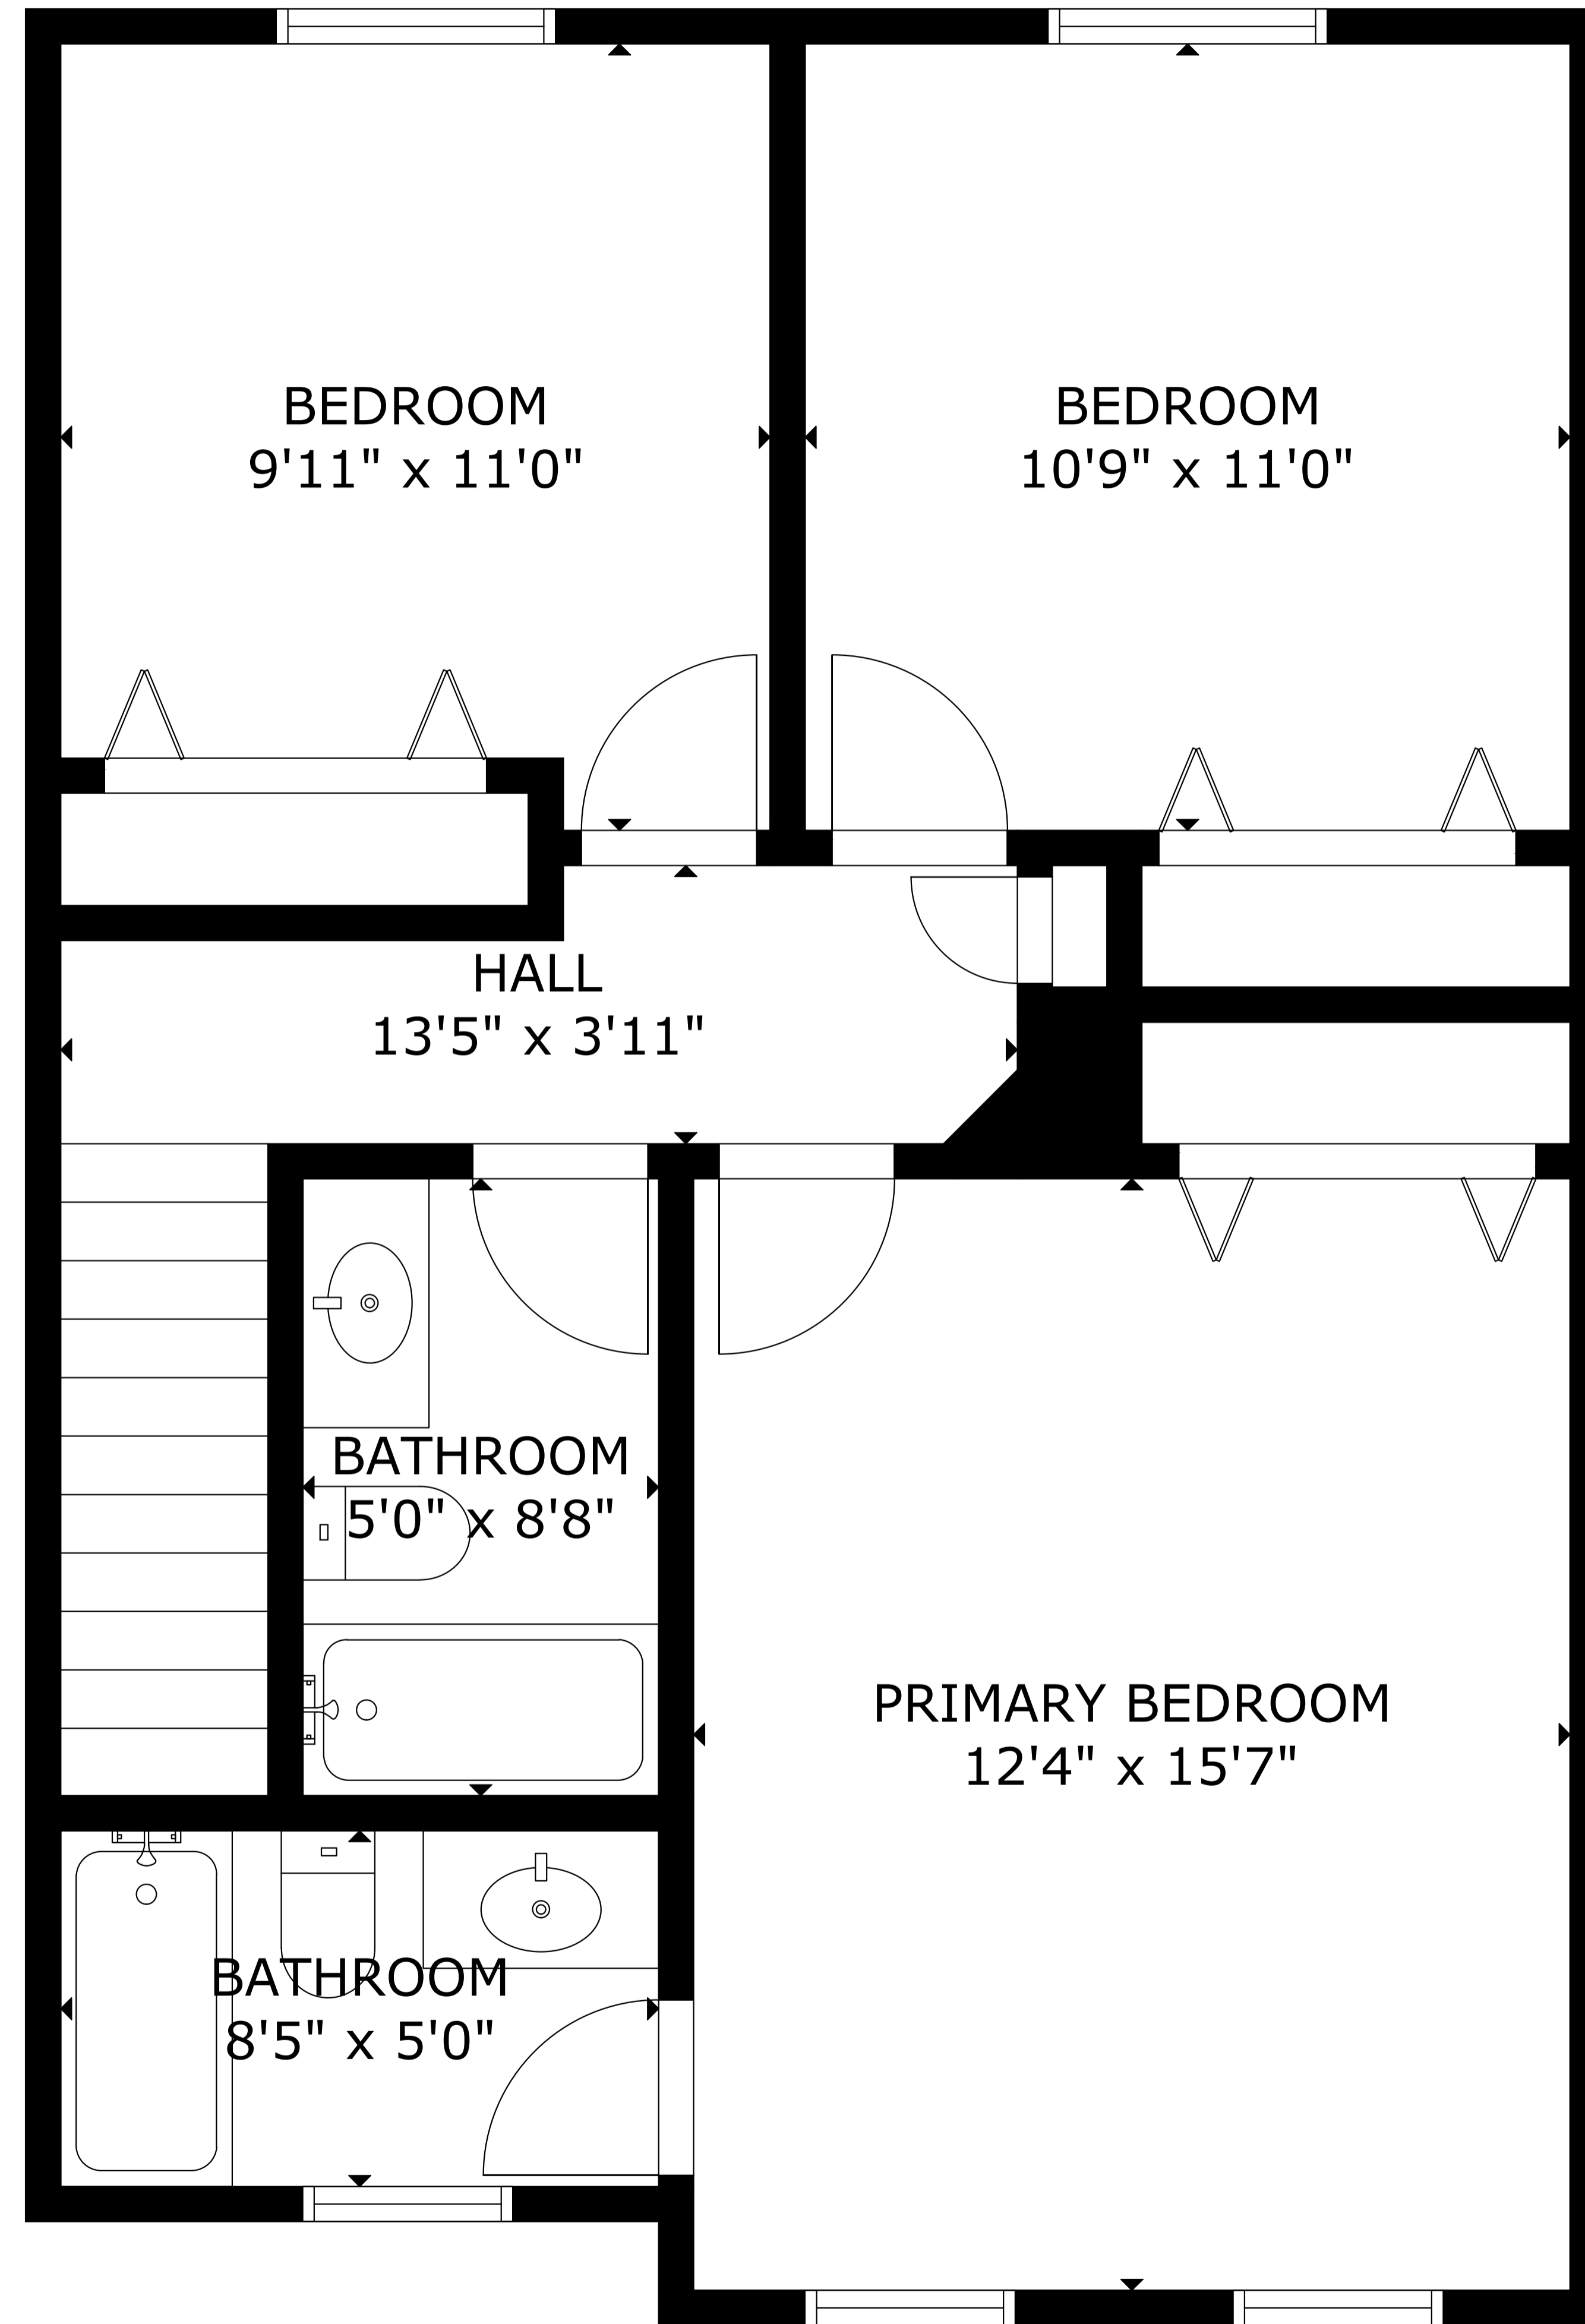 BEDROOM
9'11" x 11'0"
BEDROOM
10'9" x 11'0"
HALL
13'5" x 3'11"
BATHROOM
5'0" x 8'8"
PRIMARY BEDROOM
12'4" x 15'7"
BATHROOM
8'5" x 5'0"